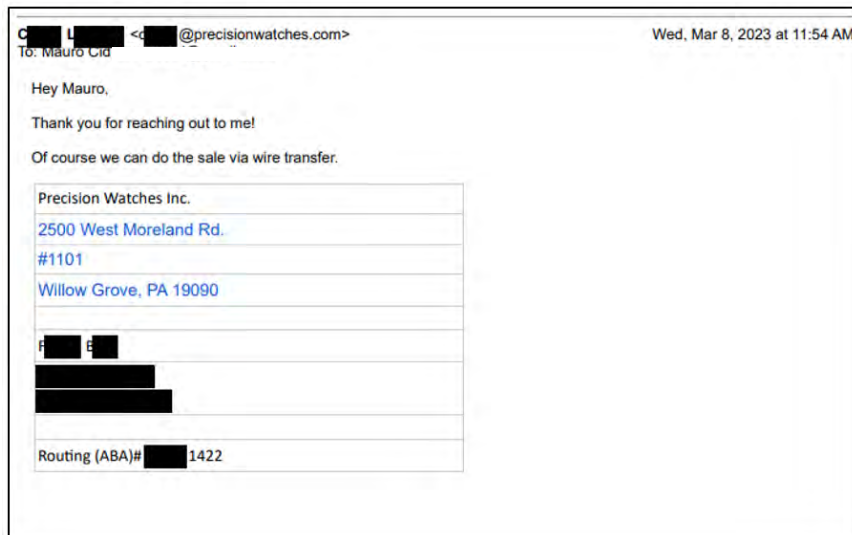 C L <c @precisionwatches.com> Wed, Mar 8, 2023 at 11:54 AM
To: Mauro Cid
Hey Mauro,
Thank you for reaching out to me!
Of course we can do the sale via wire transfer.
Precision Watches Inc.
2500 West Moreland Rd.
#1101
Willow Grove, PA 19090
F B
Routing (ABA)# 1422